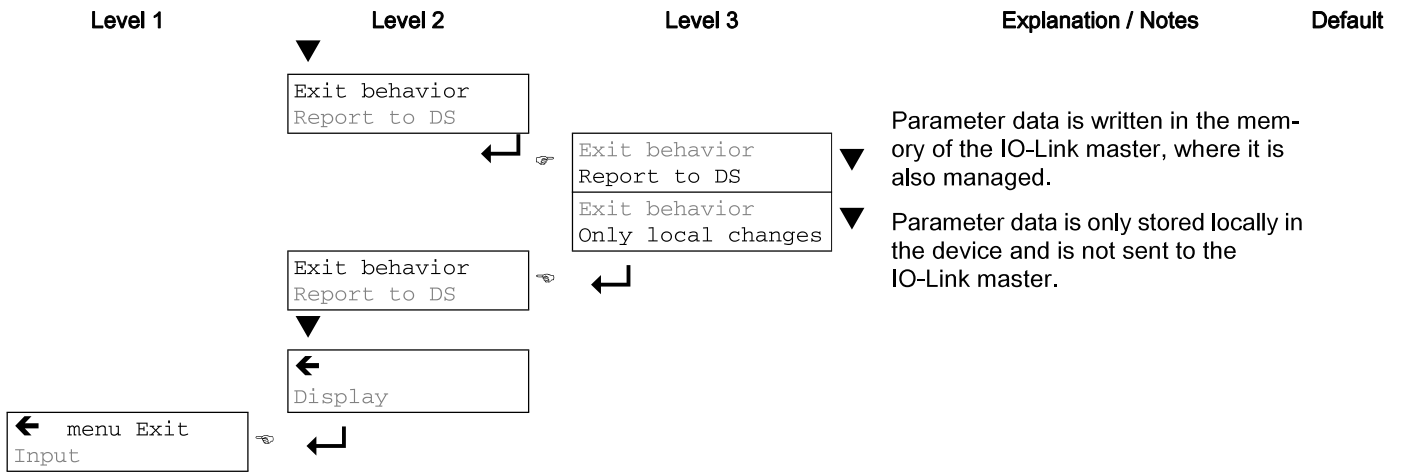 Level 1 Level 2 Level 3 Explanation / Notes Default
▼
Exit behavior
Report to DS
Exit behavior
Report to DS
▼
Parameter data is written in the mem-
ory of the IO-Link master, where it is
also managed.
Exit behavior
Only local changes
▼
Parameter data is only stored locally in
the device and is not sent to the
IO-Link master.
Exit behavior
Report to DS
▼
←
Display
← menu Exit
Input